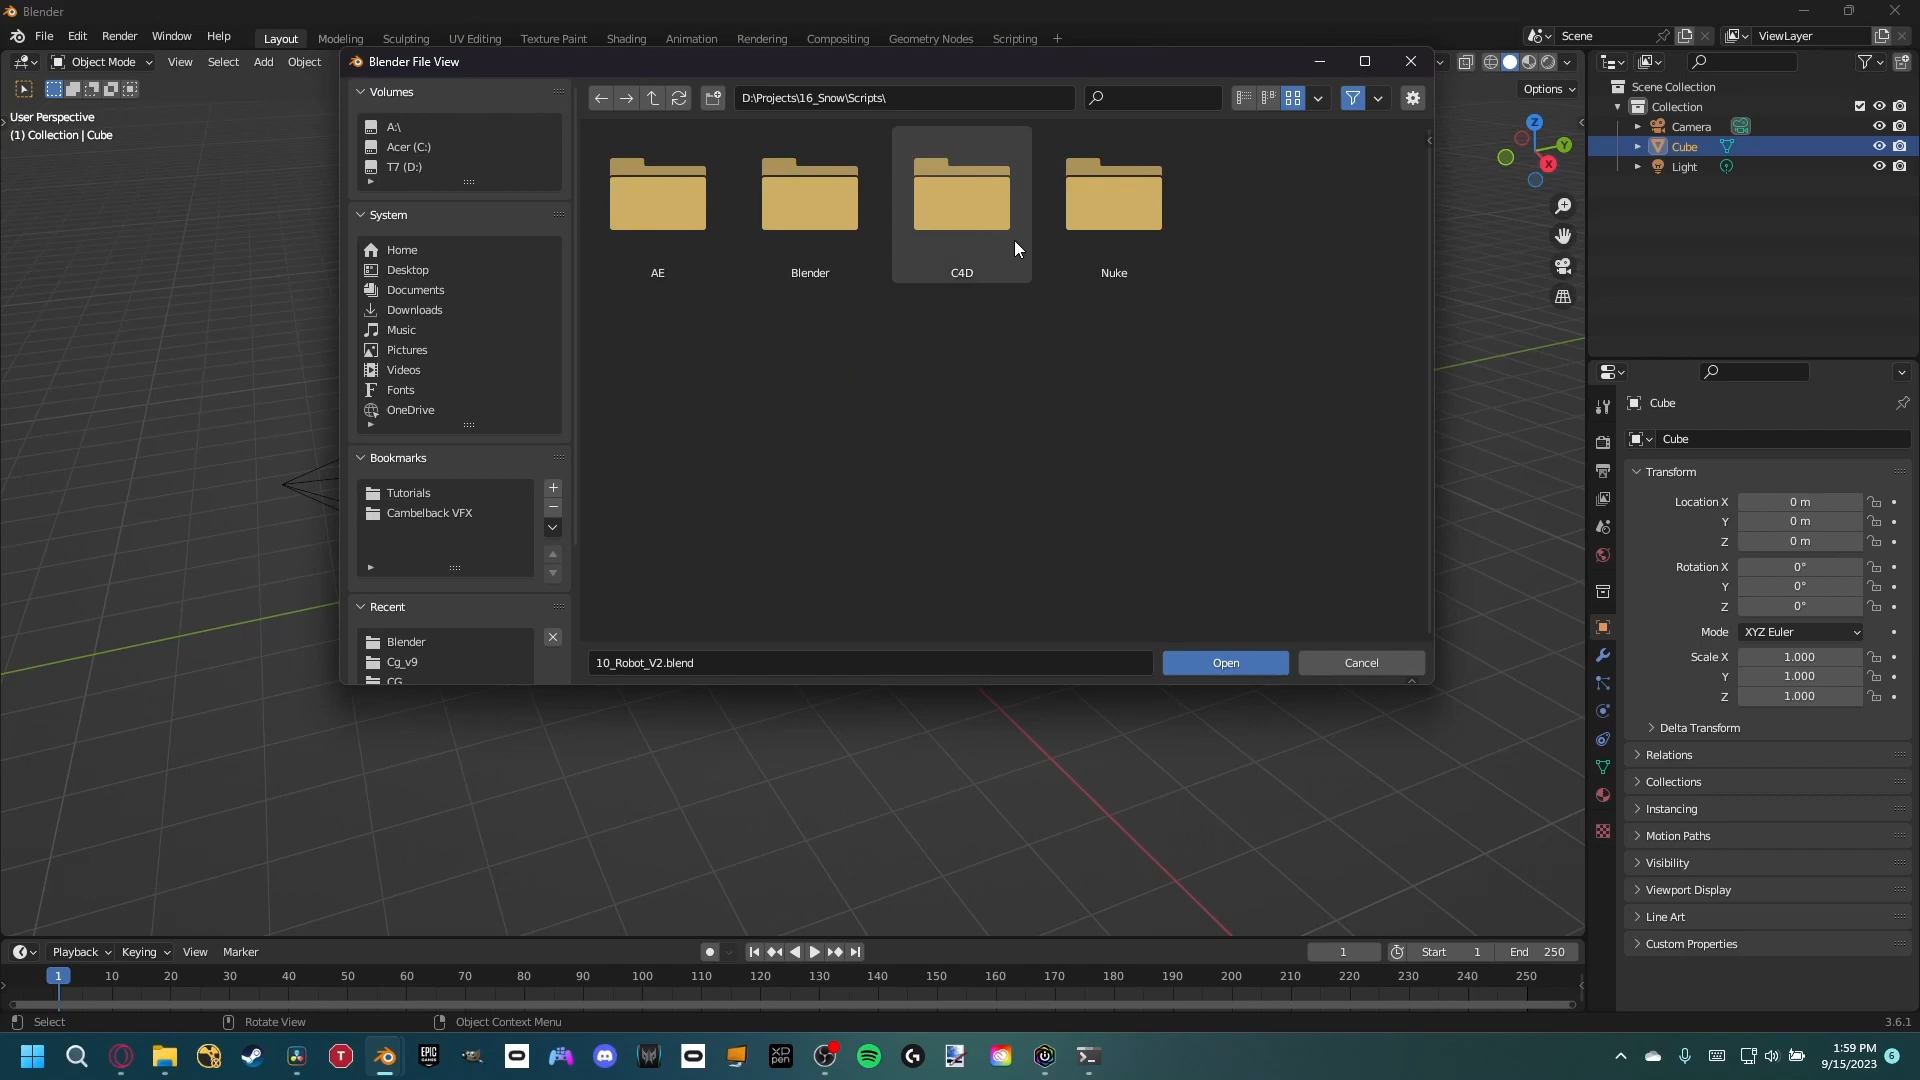 Blender
File Edit Render Window Help
Layout Modeling Sculpting UV Editing Texture Paint Shading Animation Rendering Compositing Geometry Nodes Scripting +
Scene
ViewLayer
Object Mode
View Select Add Object
Options
User Perspective
(1) Collection | Cube
Z
Y
X
Blender File View
Volumes
A:\
Acer (C:)
T7 (D:)
System
Home
Desktop
Documents
Downloads
Music
Pictures
Videos
Fonts
OneDrive
Bookmarks
Tutorials
Cambelback VFX
Recent
Blender
Cg_v9
CG
D:\Projects\16_Snow\Scripts\
AE
Blender
C4D
Nuke
10_Robot_V2.blend
Open
Cancel
Scene Collection
Collection
Camera
Cube
Light
Cube
Cube
Transform
Location X 0 m
Y 0 m
Z 0 m
Rotation X 0°
Y 0°
Z 0°
Mode XYZ Euler
Scale X 1.000
Y 1.000
Z 1.000
Delta Transform
Relations
Collections
Instancing
Motion Paths
Visibility
Viewport Display
Line Art
Custom Properties
Playback Keying View Marker
1
Start 1
End 250
1 10 20 30 40 50 60 70 80 90 100 110 120 130 140 150 160 170 180 190 200 210 220 230 240 250
Select
Rotate View
Object Context Menu
3.6.1
T
EPIC
GAMES
XP
PEN
G
1:59 PM
9/15/2023
6